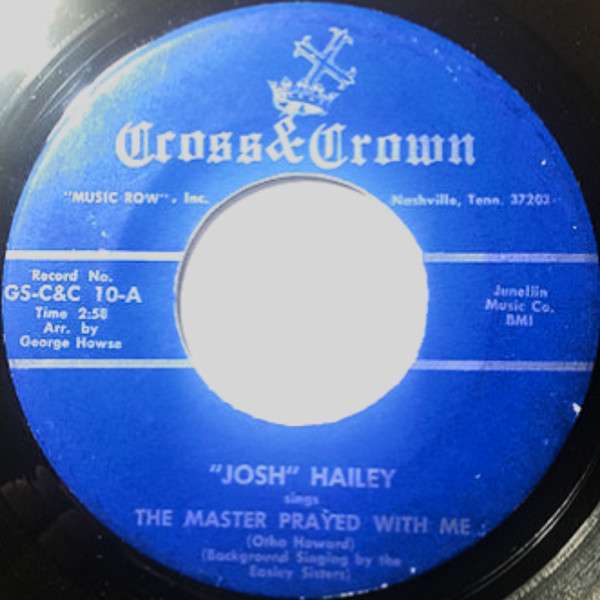 Cross&Crown
"MUSIC ROW", Inc.
Nashville, Tenn. 37203
Record No.
GS-C&C 10-A
Time 2:58
Arr. by
George Howse
Junellin
Music Co.
BMI
"JOSH" HAILEY
sings
THE MASTER PRAYED WITH ME
(Otho Howard)
(Background Singing by the
Easley Sisters)